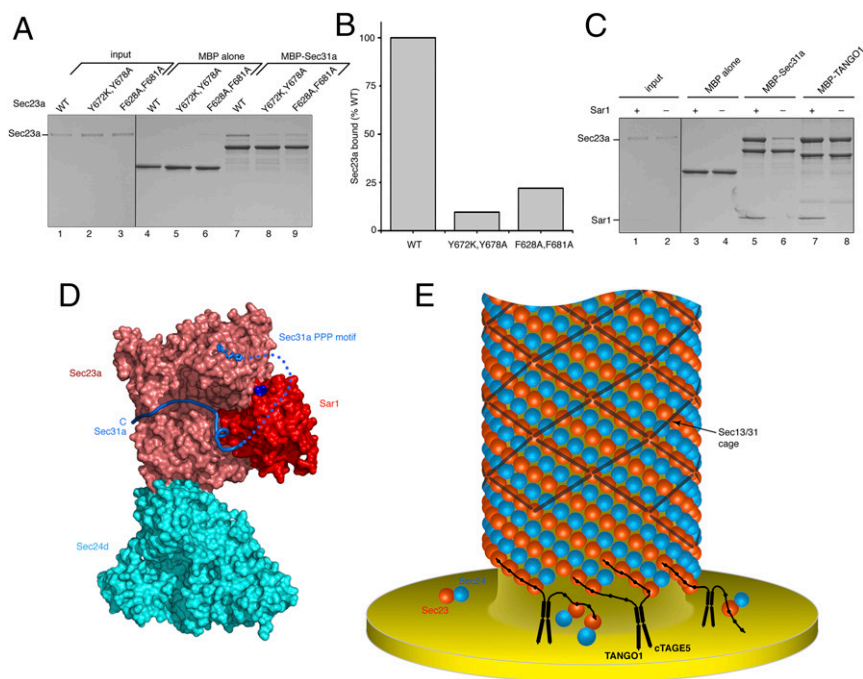 A
input
MBP alone
MBP-Sec31a
Sec23a
WT
Y672K,Y678A
F628A,F681A
WT
Y672K,Y678A
F628A,F681A
WT
Y672K,Y678A
F628A,F681A
Sec23a
1 2 3 4 5 6 7 8 9
B
Sec23a bound (% WT)
100
75
50
25
0
WT Y672K,Y678A F628A,F681A
C
input
MBP alone
MBP-Sec31a
MBP-TANGO1
Sar1 + − + − + − + −
Sec23a
Sar1
1 2 3 4 5 6 7 8
D
Sec31a PPP motif
Sec23a
Sar1
C
Sec31a
Sec24d
E
Sec13/31
cage
Sec24
Sec23
TANGO1
cTAGE5